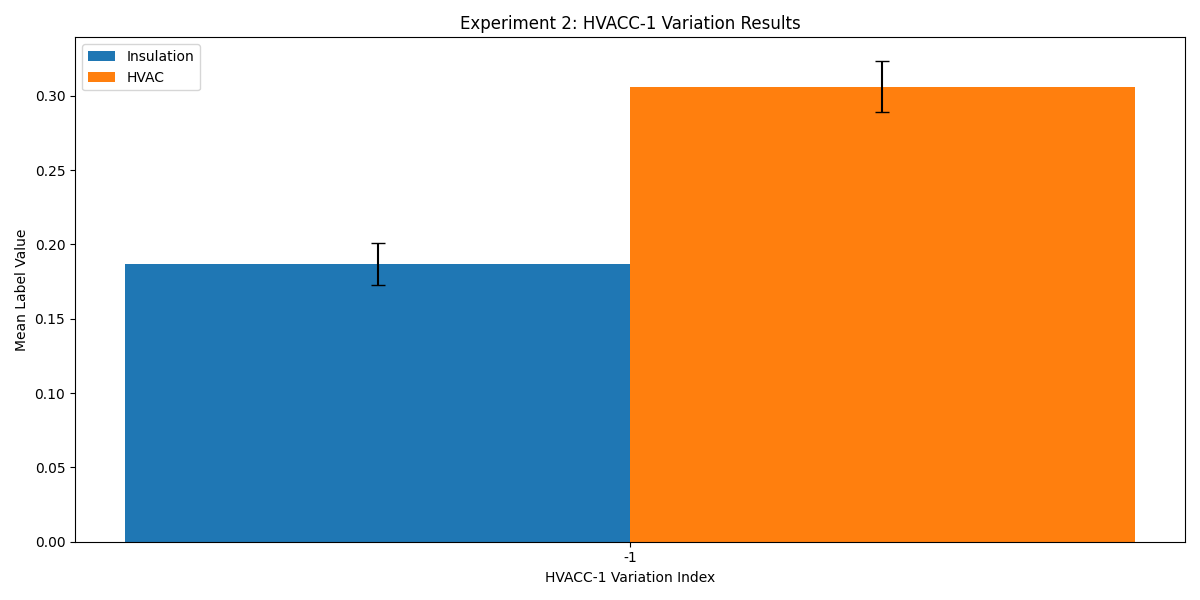 Experiment 2: HVACC-1 Variation Results
Insulation
HVAC
0.30
0.25
0.20
0.15
0.10
0.05
0.00
Mean Label Value
-1
HVACC-1 Variation Index